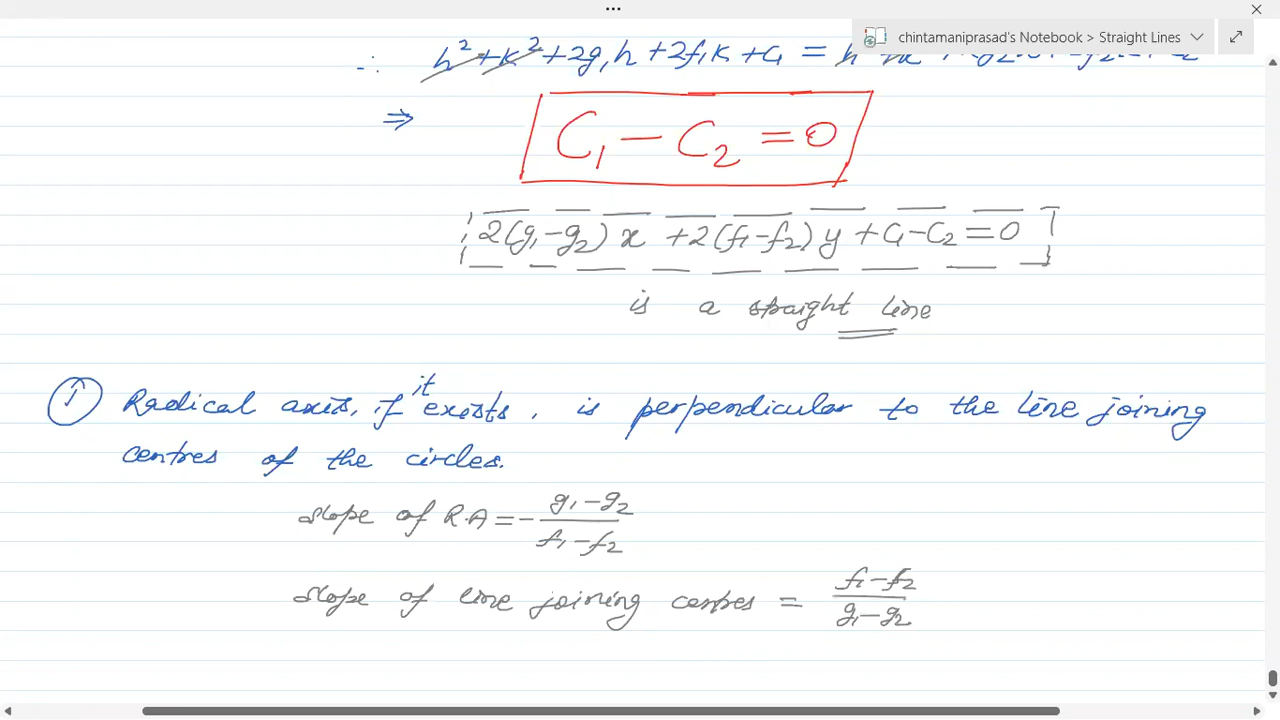 ...
chintamaniprasad's Notebook > Straight Lines
∴ h² + k² + 2g₁h + 2f₁k + c₁ =
⇒ C₁ − C₂ = 0
2(g₁−g₂) x + 2(f₁−f₂) y + c₁−c₂ = 0
is a straight line
① Radical axis, if it exists, is perpendicular to the line joining
centres of the circles.
slope of R.A = − (g₁−g₂)/(f₁−f₂)
slope of line joining centres = (f₁−f₂)/(g₁−g₂)